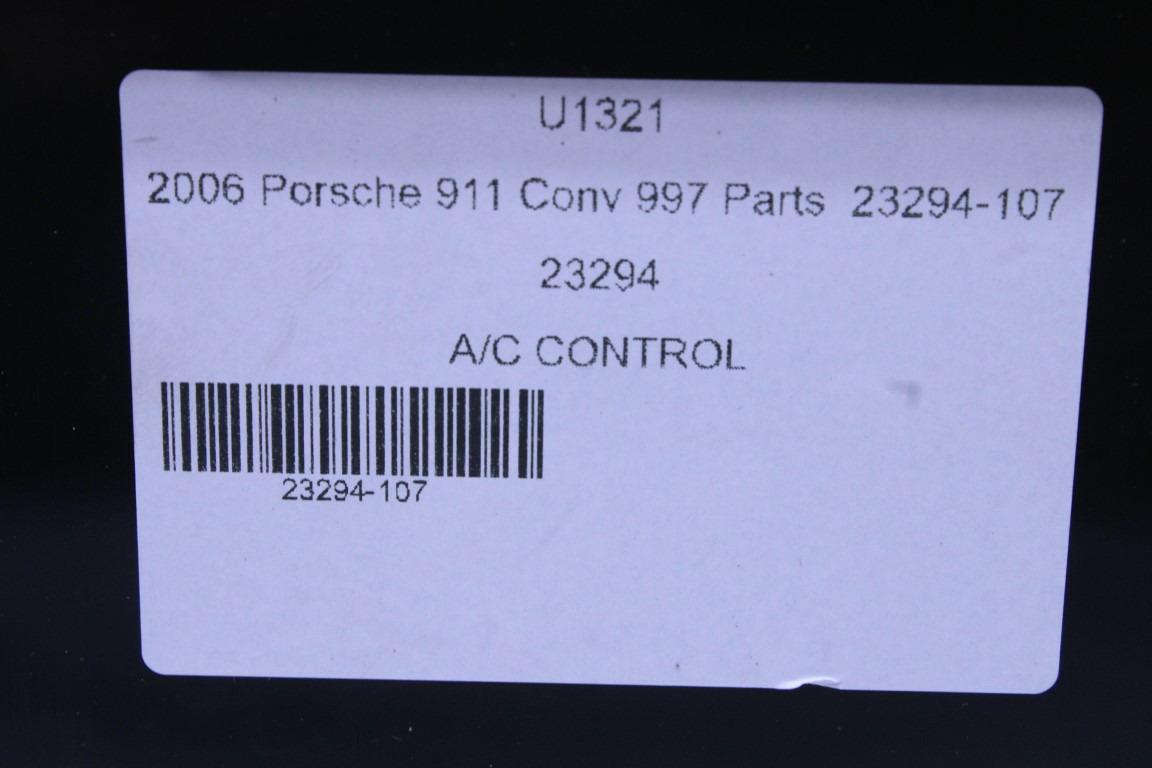 U1321
2006 Porsche 911 Conv 997 Parts 23294-107
23294
A/C CONTROL
23294-107